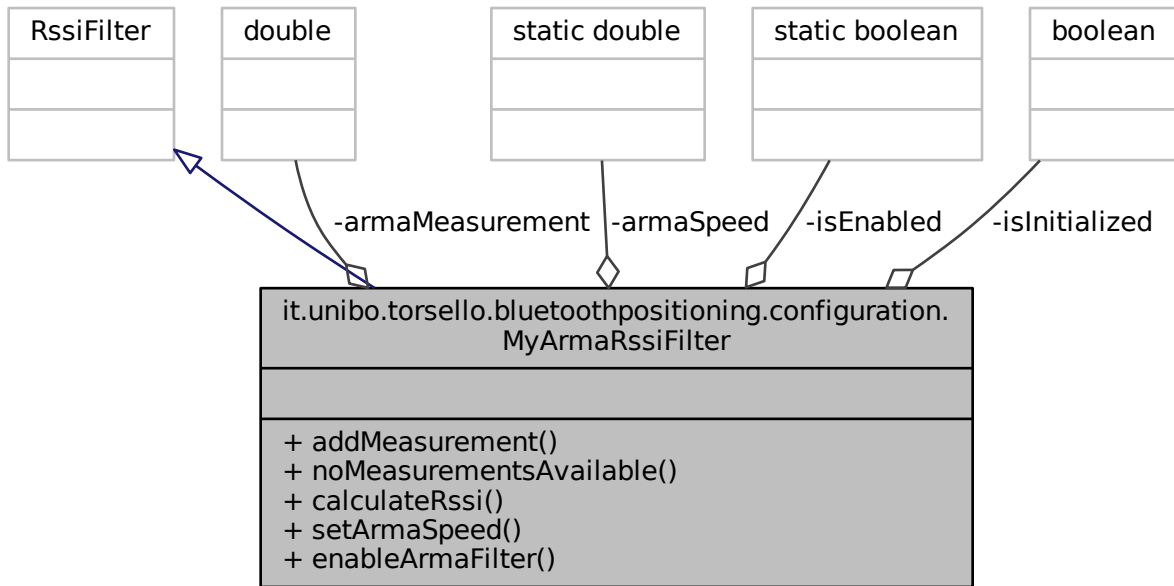 RssiFilter
double
static double
static boolean
boolean
-armaMeasurement
-armaSpeed
-isEnabled
-isInitialized
it.unibo.torsello.bluetoothpositioning.configuration.
MyArmaRssiFilter
+ addMeasurement()
+ noMeasurementsAvailable()
+ calculateRssi()
+ setArmaSpeed()
+ enableArmaFilter()